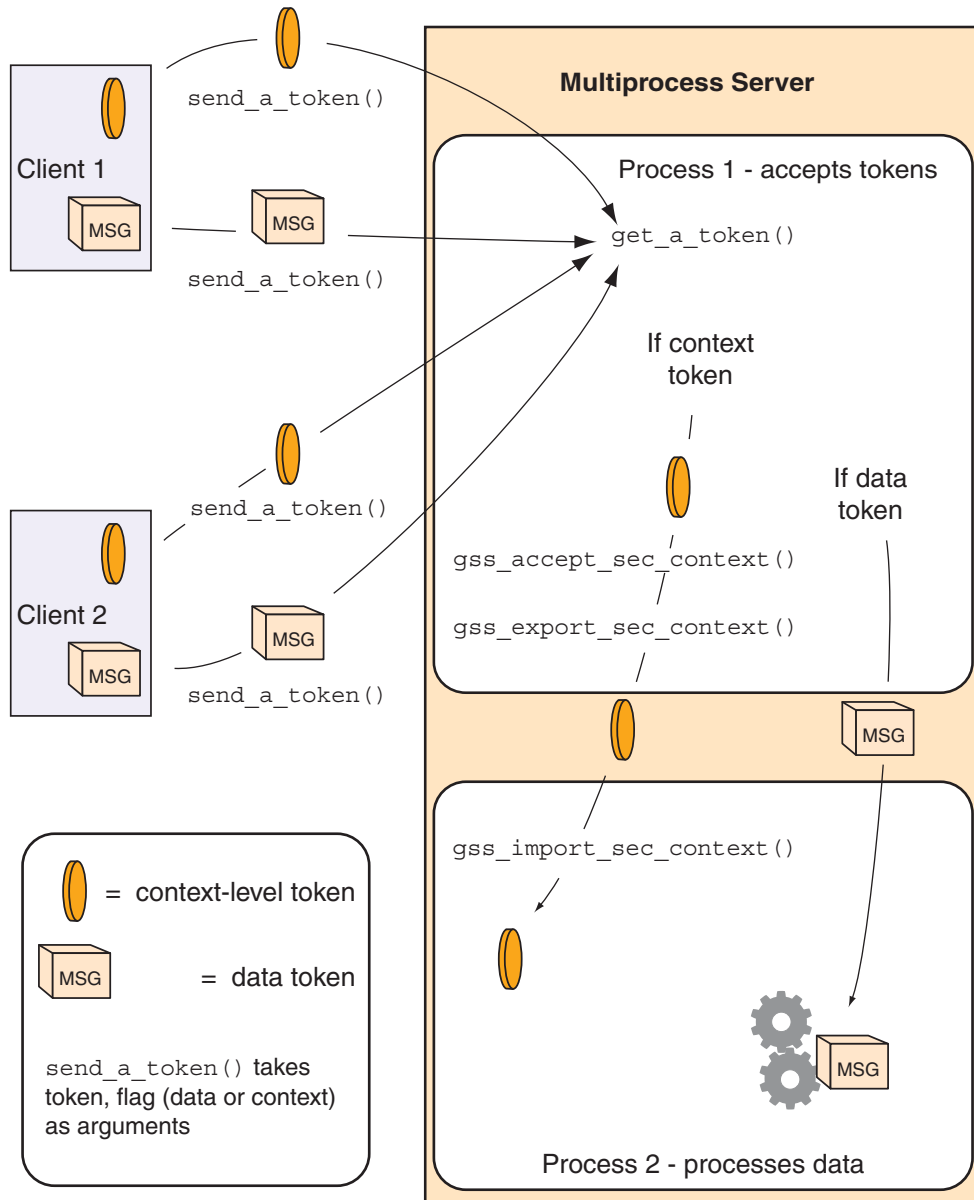 send_a_token()
Client 1
MSG
MSG
send_a_token()
send_a_token()
Client 2
MSG
MSG
send_a_token()
Multiprocess Server
Process 1 - accepts tokens
get_a_token()
If context
token
If data
token
gss_accept_sec_context()
gss_export_sec_context()
MSG
gss_import_sec_context()
MSG
Process 2 - processes data
= context-level token
MSG
= data token
send_a_token() takes
token, flag (data or context)
as arguments